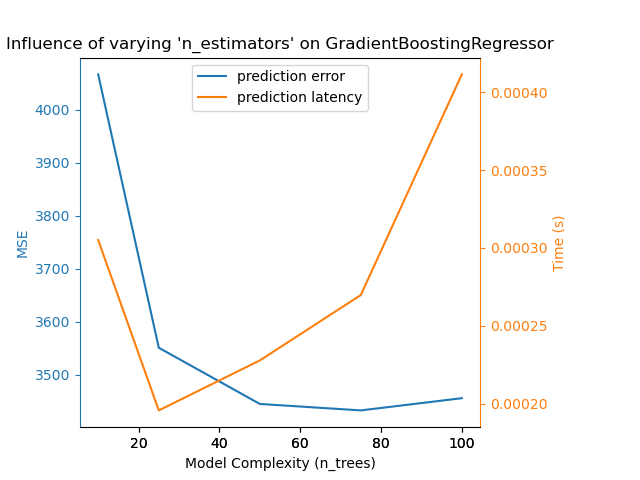 Influence of varying 'n_estimators' on GradientBoostingRegressor
prediction error
prediction latency
MSE
4000
3900
3800
3700
3600
3500
0.00040
0.00035
0.00030
0.00025
0.00020
Time (s)
20 40 60 80 100
Model Complexity (n_trees)